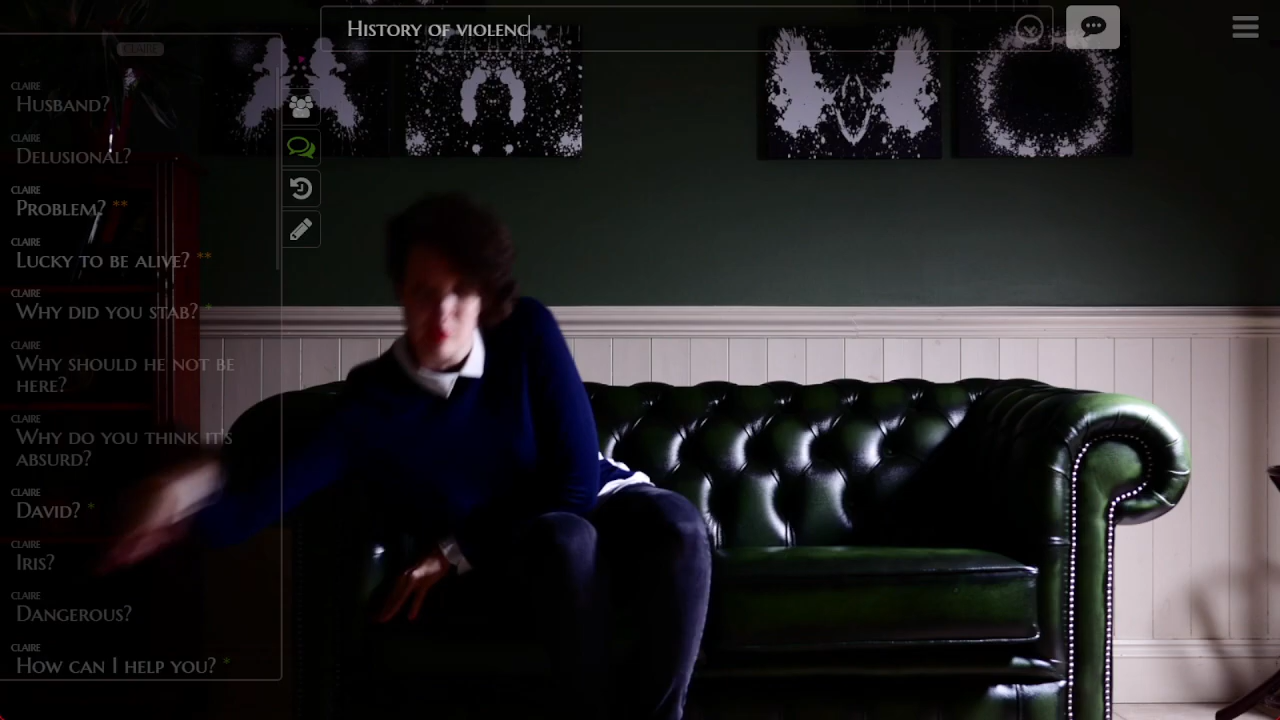 History of violenc
CLAIRE
CLAIRE
Husband?
CLAIRE
Delusional?
CLAIRE
Problem? **
CLAIRE
Lucky to be alive? **
CLAIRE
Why did you stab? *
CLAIRE
Why should he not be
here?
CLAIRE
Why do you think it's
absurd?
CLAIRE
David? *
CLAIRE
Iris?
CLAIRE
Dangerous?
CLAIRE
How can I help you? *